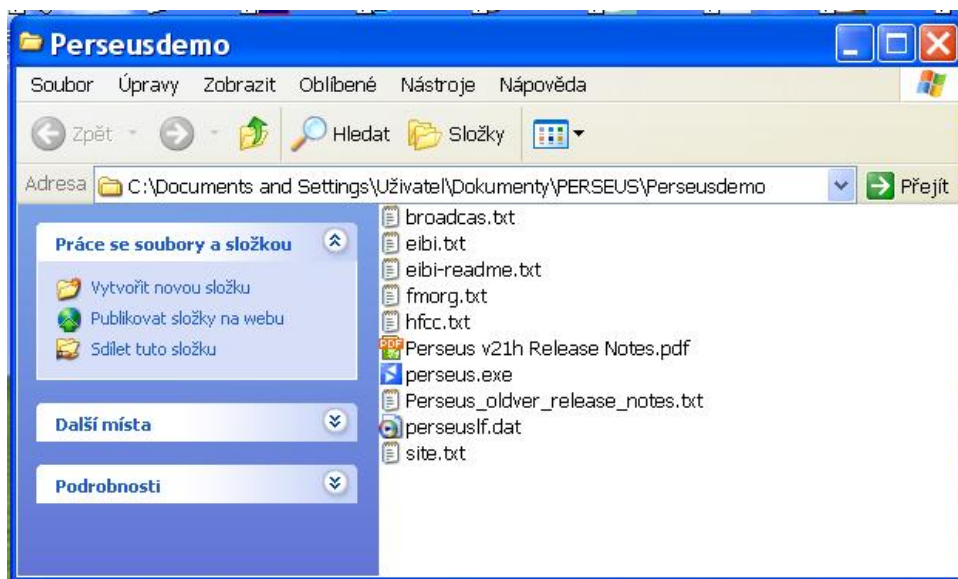 Perseusdemo
Soubor Úpravy Zobrazit Oblíbené Nástroje Nápověda
Zpět Hledat Složky
Adresa C:\Documents and Settings\Uživatel\Dokumenty\PERSEUS\Perseusdemo Přejít
Práce se soubory a složkou
Vytvořit novou složku
Publikovat složky na webu
Sdílet tuto složku
Další místa
Podrobnosti
broadcas.txt
eibi.txt
eibi-readme.txt
fmorg.txt
hfcc.txt
Perseus v21h Release Notes.pdf
perseus.exe
Perseus_oldver_release_notes.txt
perseuslf.dat
site.txt